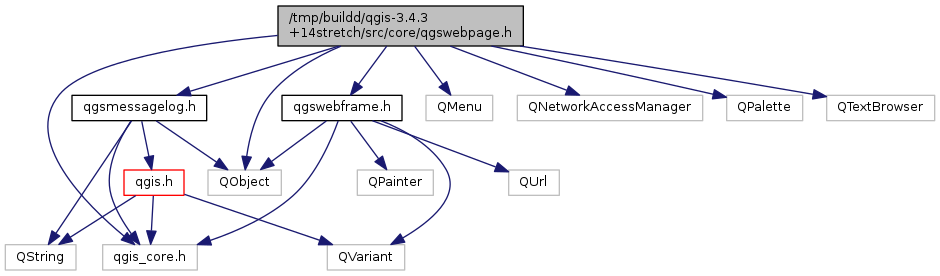 /tmp/buildd/qgis-3.4.3
+14stretch/src/core/qgswebpage.h
qgsmessagelog.h
qgswebframe.h
QMenu
QNetworkAccessManager
QPalette
QTextBrowser
qgis.h
QObject
QPainter
QUrl
QString
qgis_core.h
QVariant